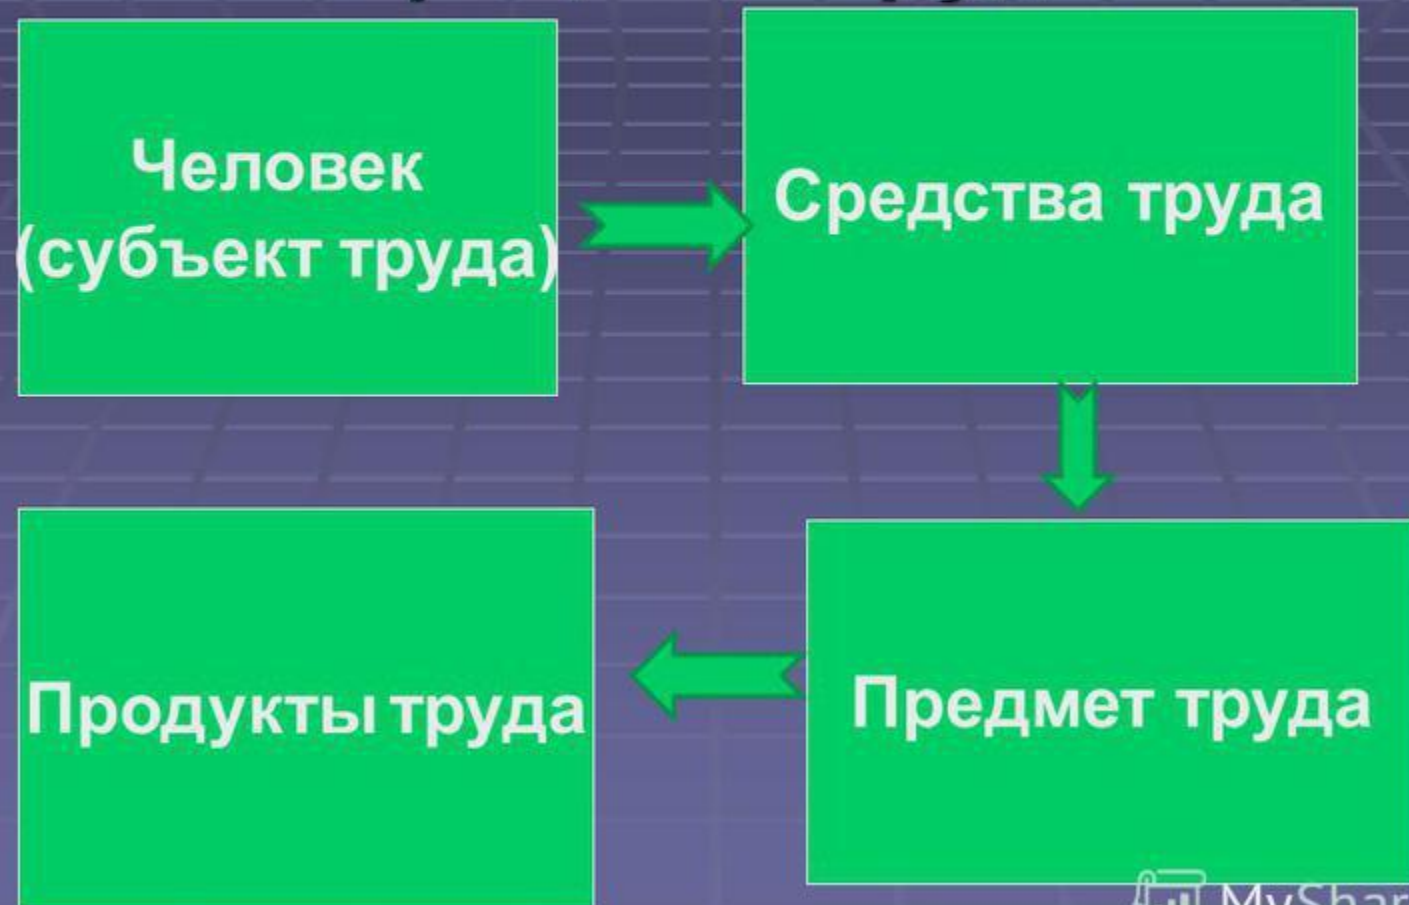 Человек
(субъект труда)
Средства труда
Предмет труда
Продукты труда